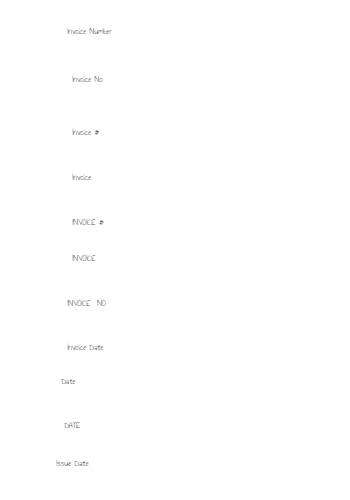 Invoice Number
Invoice No
Invoice #
Invoice
INVOICE #
INVOICE
INVOICE NO
Invoice Date
Date
DATE
Issue Date